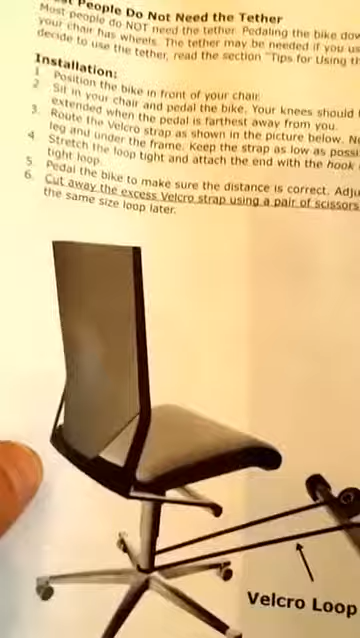 People Do Not Need the Tether
Most people do NOT need the tether. Pedaling the bike
your chair has wheels. The tether may be needed if you
decide to use the tether, read the section "Tips for Using
Installation:
1. Position the bike in front of your chair.
2. Sit in your chair and pedal the bike. Your knees should
extended when the pedal is farthest away from you.
3. Route the Velcro strap as shown in the picture below.
leg and under the frame. Keep the strap as low as
4. Stretch the loop tight and attach the end with the hook
tight loop.
5. Pedal the bike to make sure the distance is correct.
6. Cut away the excess Velcro strap using a pair of scissors
the same size loop later.
Velcro Loop